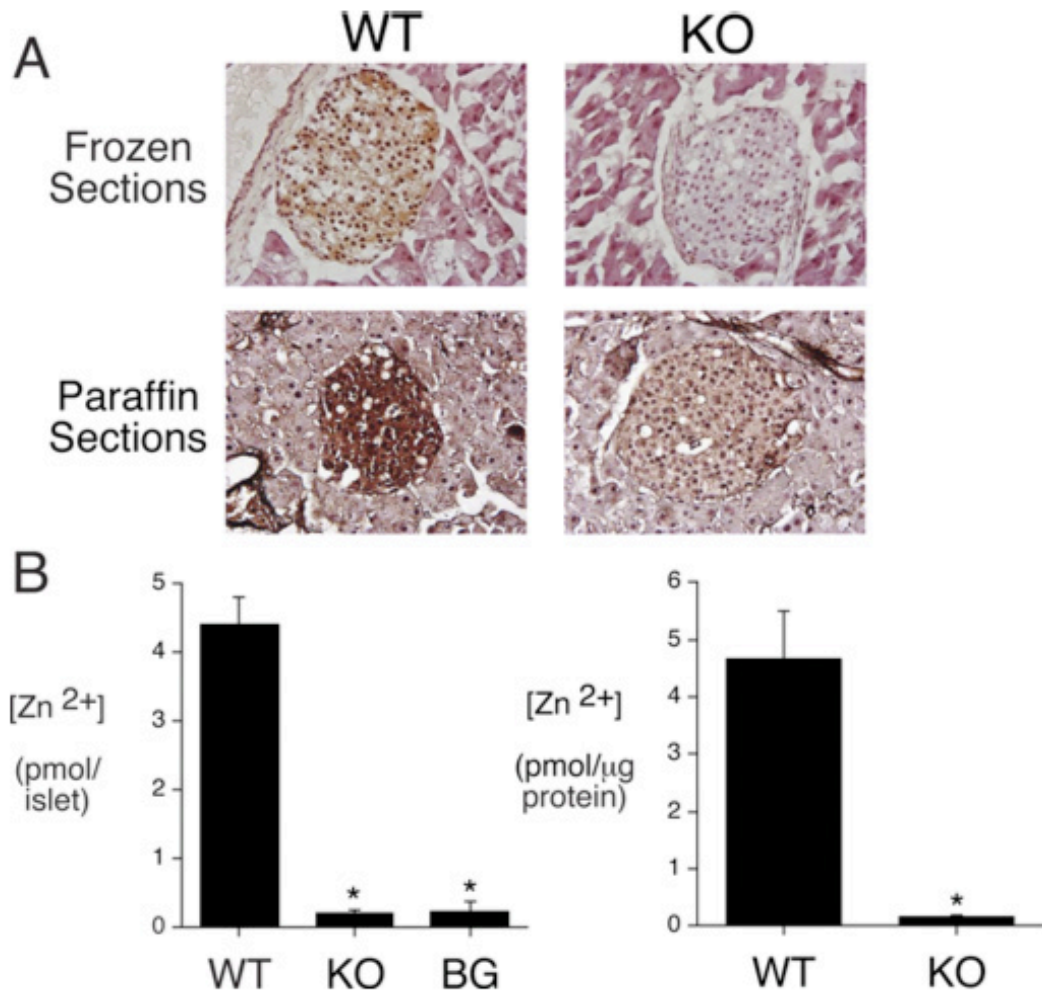 WT KO
A
Frozen
Sections
Paraffin
Sections
B
5
4
3
2
1
0
[Zn 2+]
(pmol/
islet)
*
*
WT KO BG
6
5
4
3
2
1
0
[Zn 2+]
(pmol/μg
protein)
*
WT KO